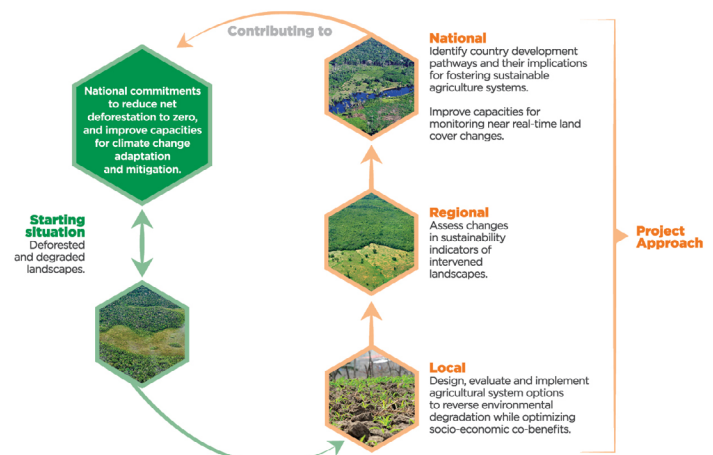 Contributing to
National commitments
to reduce net
deforestation to zero,
and improve capacities
for climate change
adaptation
and mitigation.
Starting
situation
Deforested
and degraded
landscapes.
National
Identify country development
pathways and their implications
for fostering sustainable
agriculture systems.
Improve capacities for
monitoring near real-time land
cover changes.
Regional
Assess changes
in sustainability
indicators of
intervened
landscapes.
Local
Design, evaluate and implement
agricultural system options
to reverse environmental
degradation while optimizing
socio-economic co-benefits.
Project
Approach